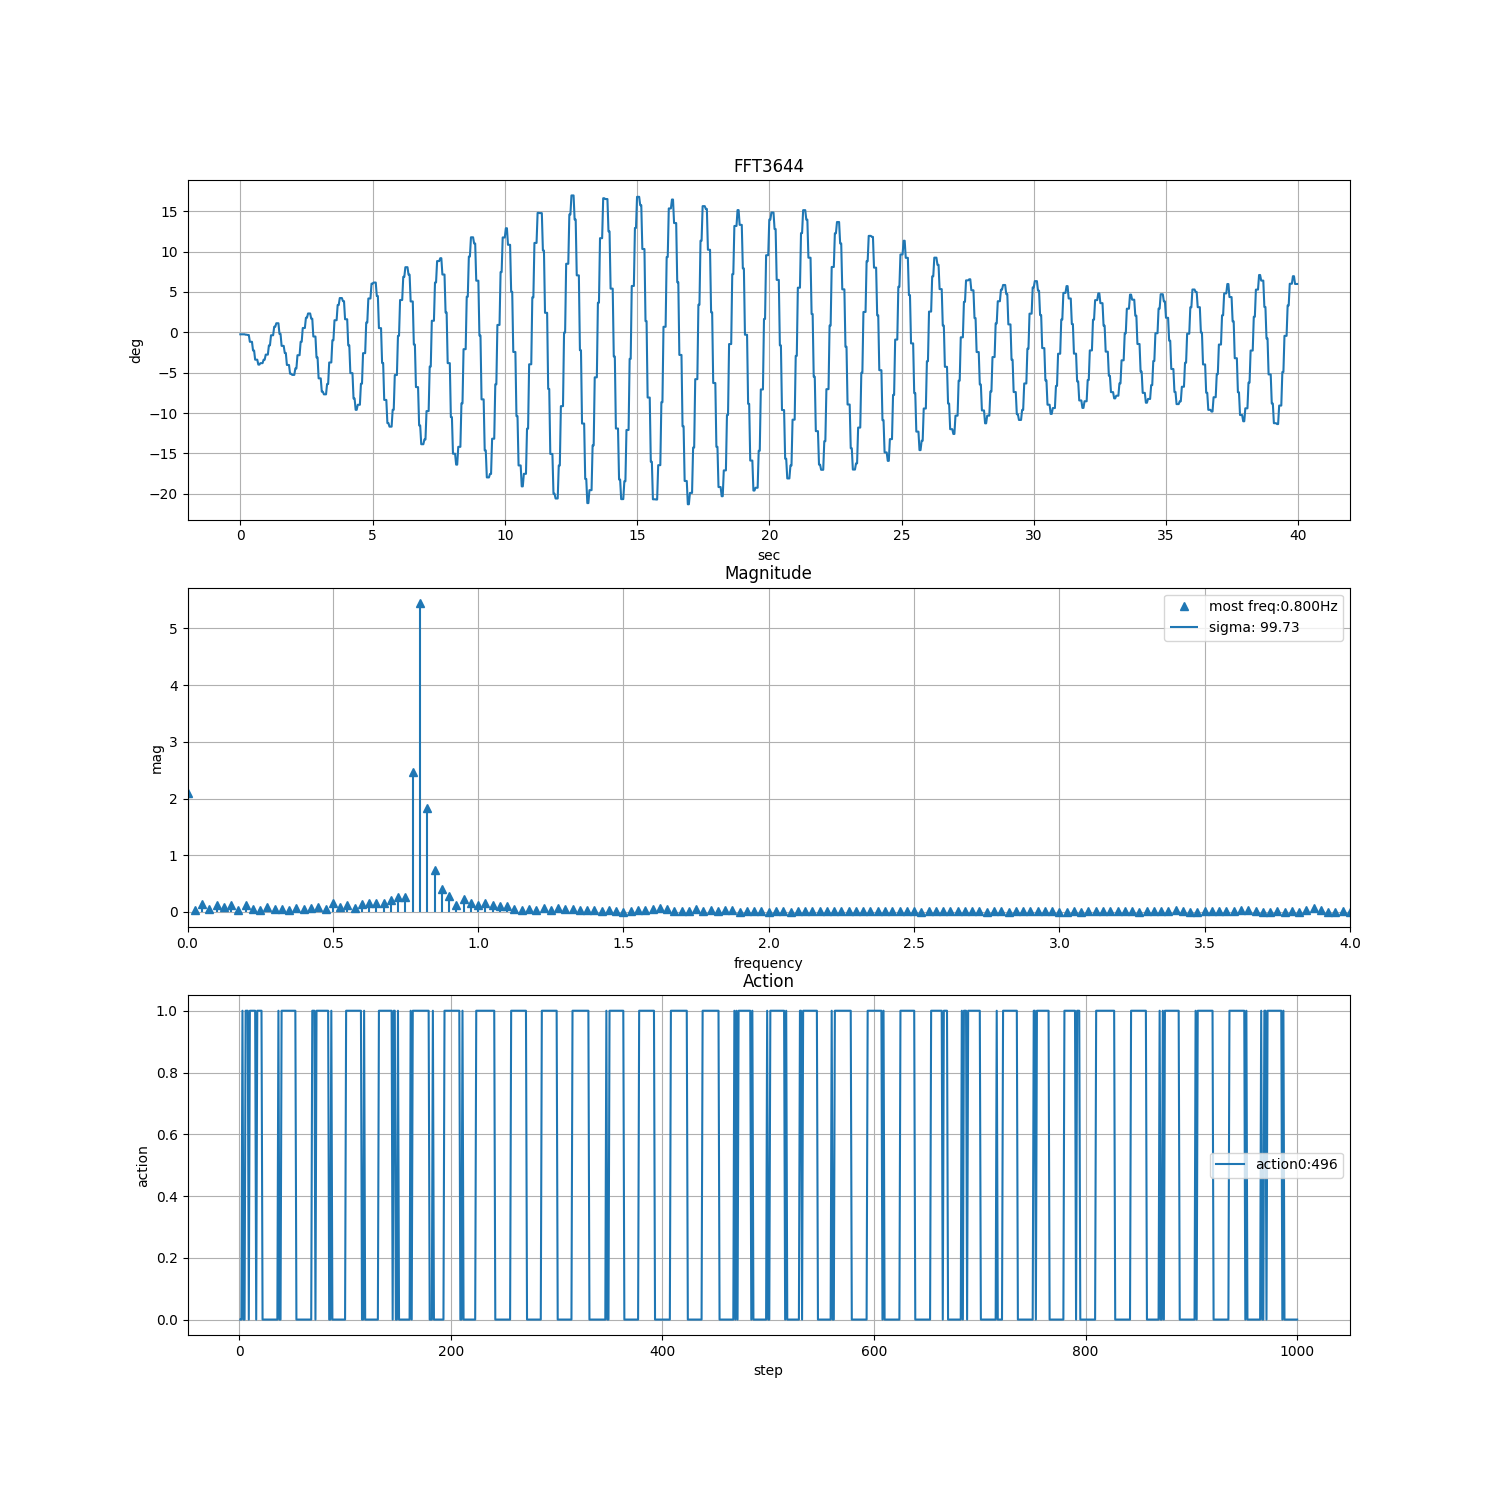 FFT3644
15
10
5
0
−5
−10
−15
−20
deg
0 5 10 15 20 25 30 35 40
sec
Magnitude
most freq:0.800Hz
sigma: 99.73
5
4
3
2
1
0
mag
0.0 0.5 1.0 1.5 2.0 2.5 3.0 3.5 4.0
frequency
Action
1.0
0.8
0.6
0.4
0.2
0.0
action
action0:496
0 200 400 600 800 1000
step